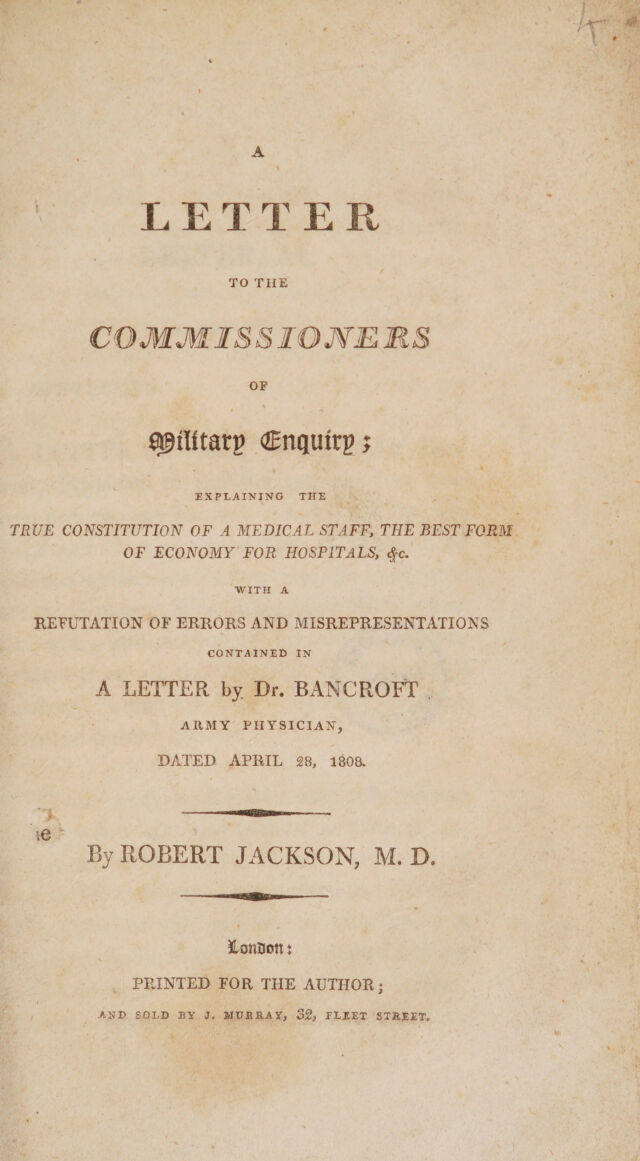 4
A
LETTER
TO THE
COMMISSIONERS
OF
Military Enquiry;
EXPLAINING THE
TRUE CONSTITUTION OF A MEDICAL STAFF, THE BEST FORM
OF ECONOMY FOR HOSPITALS, &c.
WITH A
REFUTATION OF ERRORS AND MISREPRESENTATIONS
CONTAINED IN
A LETTER by Dr. BANCROFT
ARMY PHYSICIAN,
DATED APRIL 28, 1808.
By ROBERT JACKSON, M. D.
London:
PRINTED FOR THE AUTHOR;
AND SOLD BY J. MURRAY, 32, FLEET STREET.